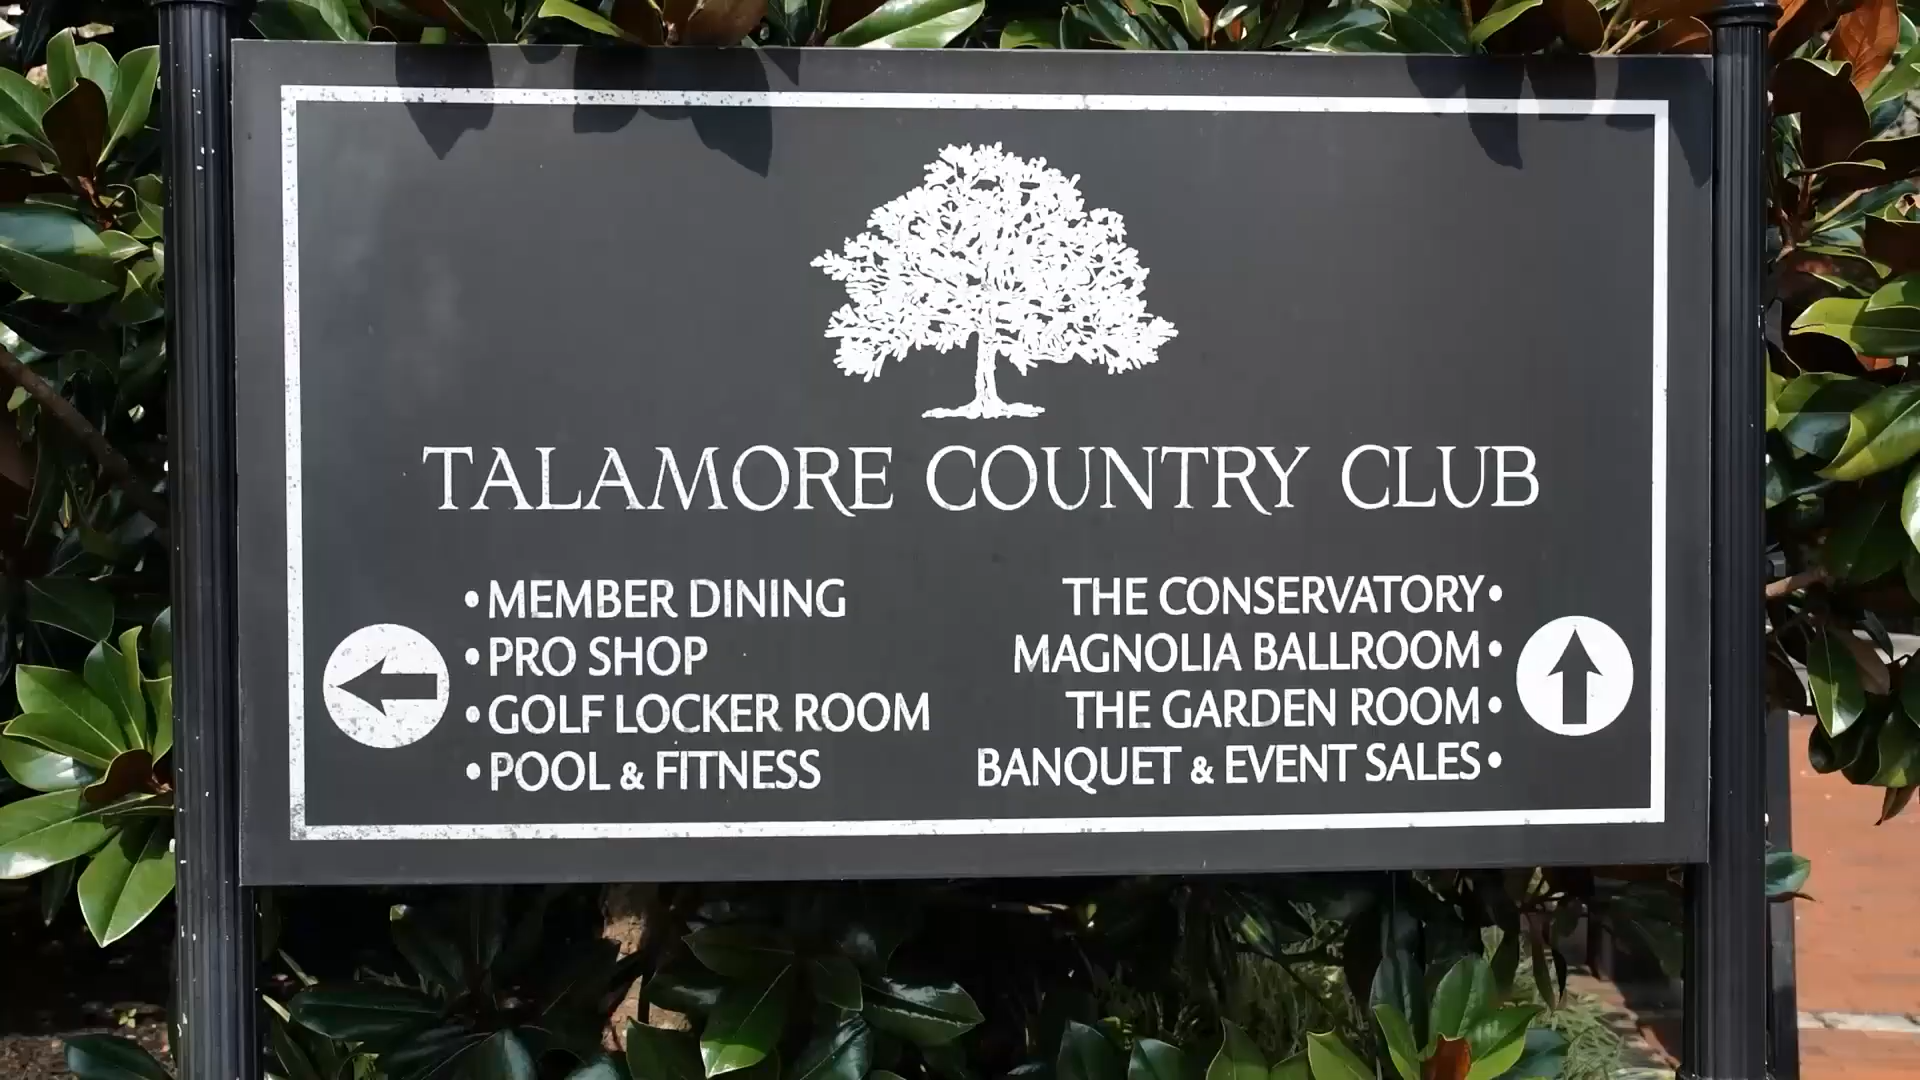 TALAMORE COUNTRY CLUB
• MEMBER DINING
• PRO SHOP
• GOLF LOCKER ROOM
• POOL & FITNESS
THE CONSERVATORY •
MAGNOLIA BALLROOM •
THE GARDEN ROOM •
BANQUET & EVENT SALES •